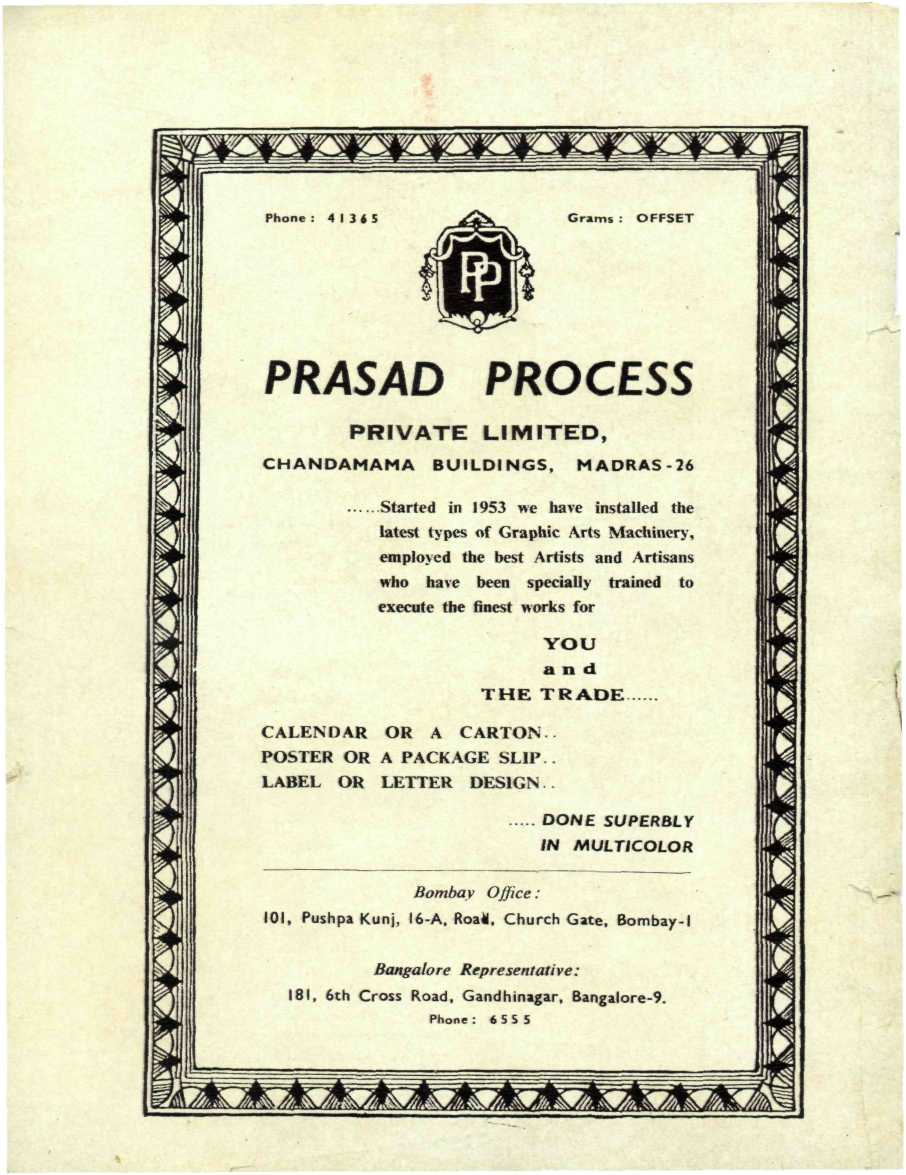 Phone : 41365 Grams : OFFSET
PP
PRASAD PROCESS
PRIVATE LIMITED,
CHANDAMAMA BUILDINGS, MADRAS-26
......Started in 1953 we have installed the
latest types of Graphic Arts Machinery,
employed the best Artists and Artisans
who have been specially trained to
execute the finest works for
YOU
and
THE TRADE......
CALENDAR OR A CARTON..
POSTER OR A PACKAGE SLIP..
LABEL OR LETTER DESIGN..
..... DONE SUPERBLY
IN MULTICOLOR
Bombay Office :
101, Pushpa Kunj, 16-A, Road, Church Gate, Bombay-1
Bangalore Representative:
181, 6th Cross Road, Gandhinagar, Bangalore-9.
Phone : 6555